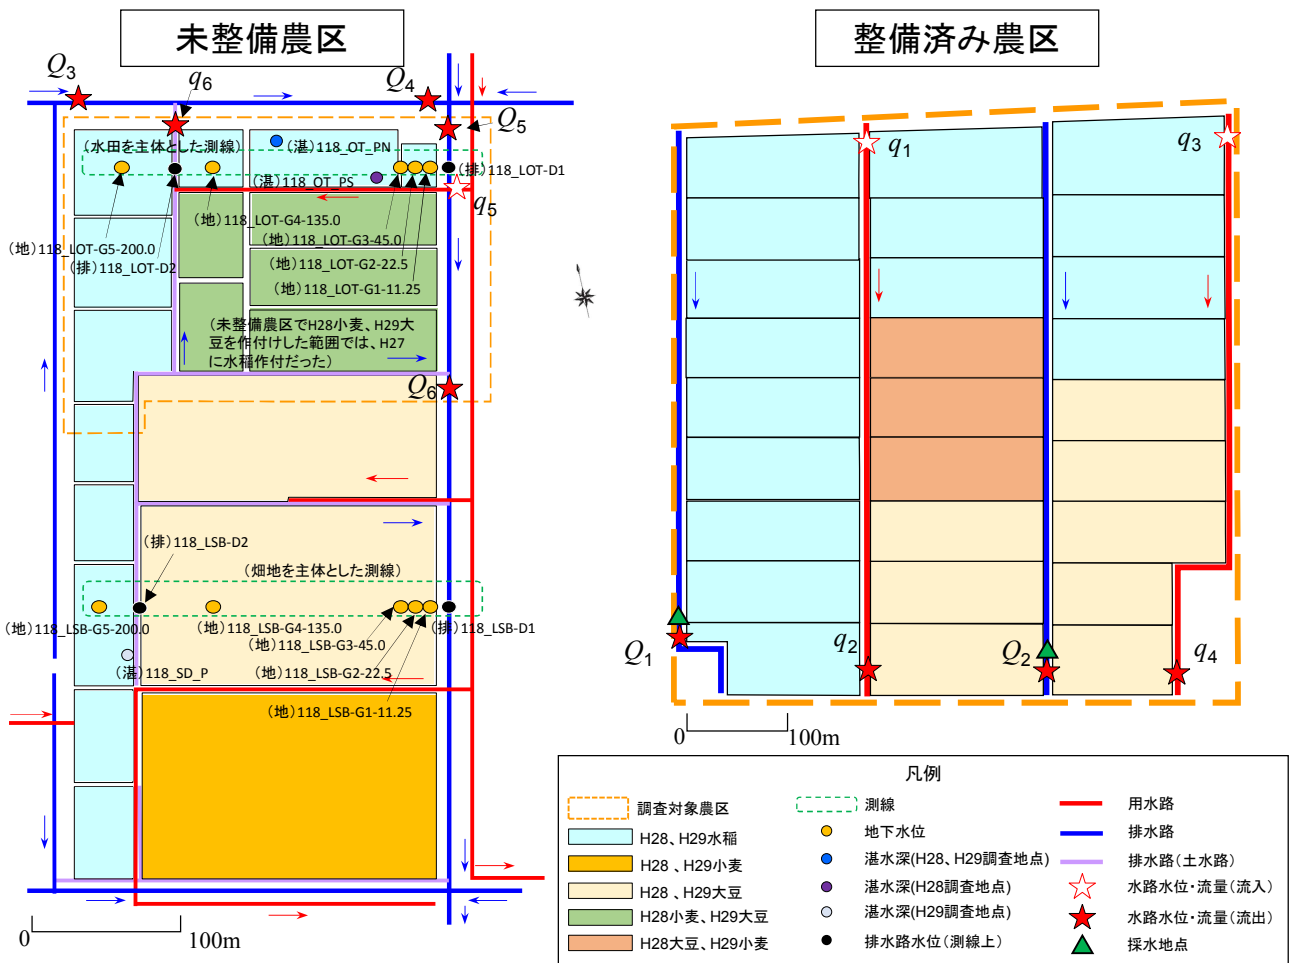 未整備農区
整備済み農区
Q3
q6
Q4
Q5
(水田を主体とした測線)
(湛)118_OT_PN
(排)118_LOT-D1
(湛)118_OT_PS
q5
(地)118_LOT-G4-135.0
(地)118_LOT-G3-45.0
(地)118_LOT-G5-200.0
(排)118_LOT-D2
(地)118_LOT-G2-22.5
(地)118_LOT-G1-11.25
(未整備農区でH28小麦、H29大
豆を作付けした範囲では、H27
に水稲作付だった)
Q6
(排)118_LSB-D2
(畑地を主体とした測線)
(地)118_LSB-G5-200.0
(地)118_LSB-G4-135.0
(排)118_LSB-D1
(地)118_LSB-G3-45.0
(湛)118_SD_P
(地)118_LSB-G2-22.5
(地)118_LSB-G1-11.25
0 100m
q1
q3
Q1
q2
Q2
q4
0 100m
凡例
調査対象農区
H28、H29水稲
H28 、H29小麦
H28 、H29大豆
H28小麦、H29大豆
H28大豆、H29小麦
測線
地下水位
湛水深(H28、H29調査地点)
湛水深(H28調査地点)
湛水深(H29調査地点)
排水路水位(測線上)
用水路
排水路
排水路(土水路)
水路水位・流量(流入)
水路水位・流量(流出)
採水地点